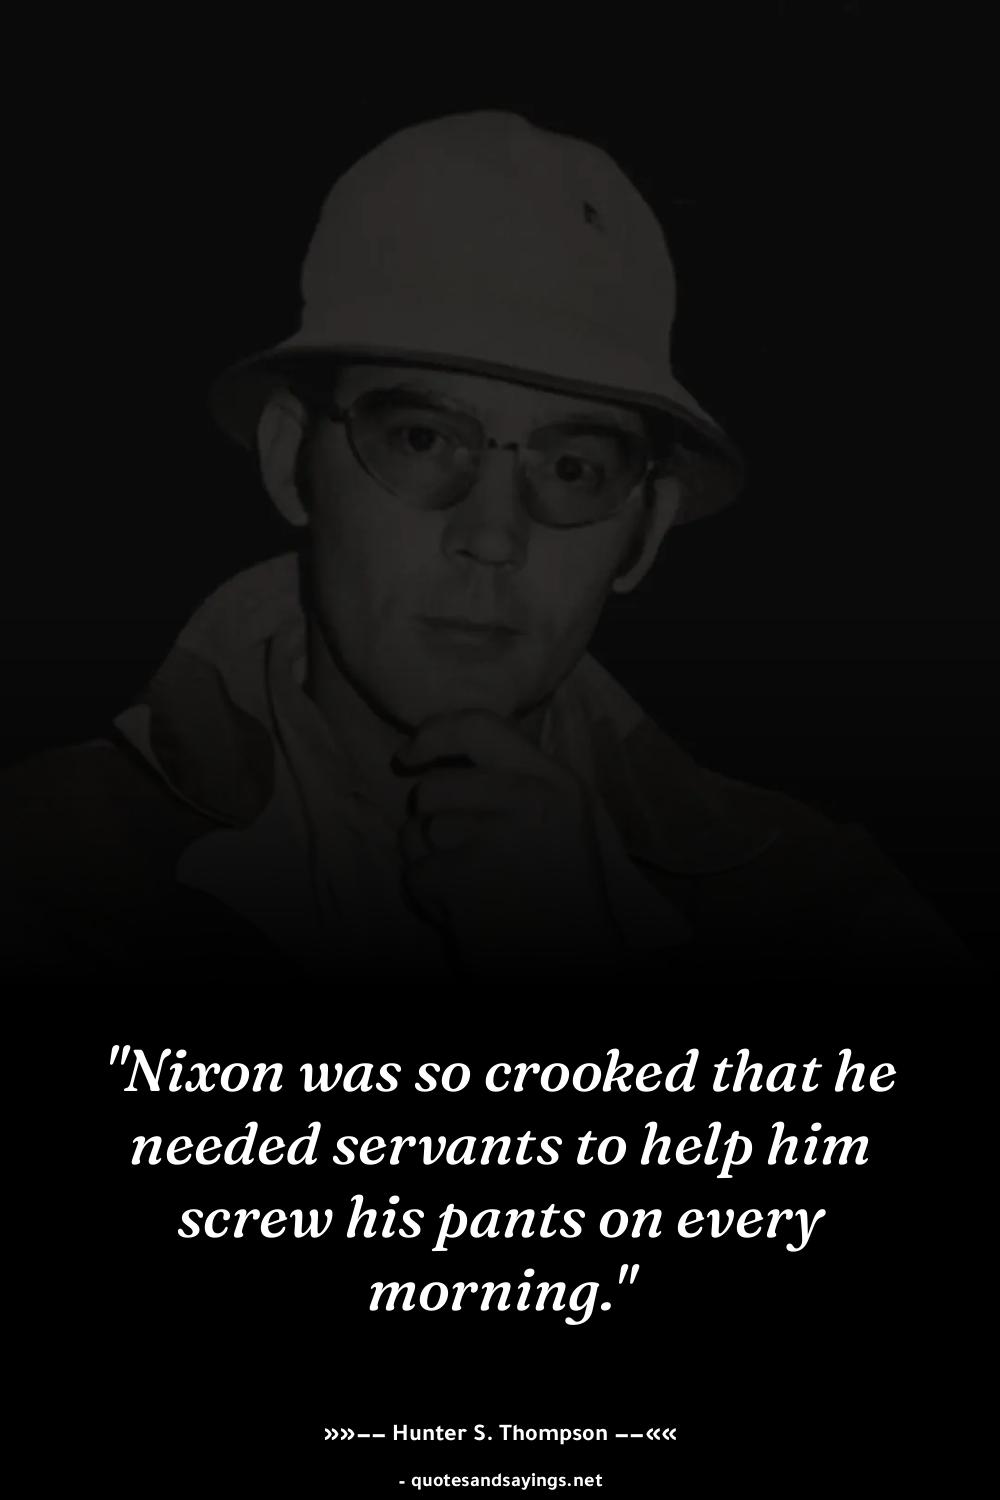 "Nixon was so crooked that he
needed servants to help him
screw his pants on every
morning."
»»–– Hunter S. Thompson ––««
- quotesandsayings.net